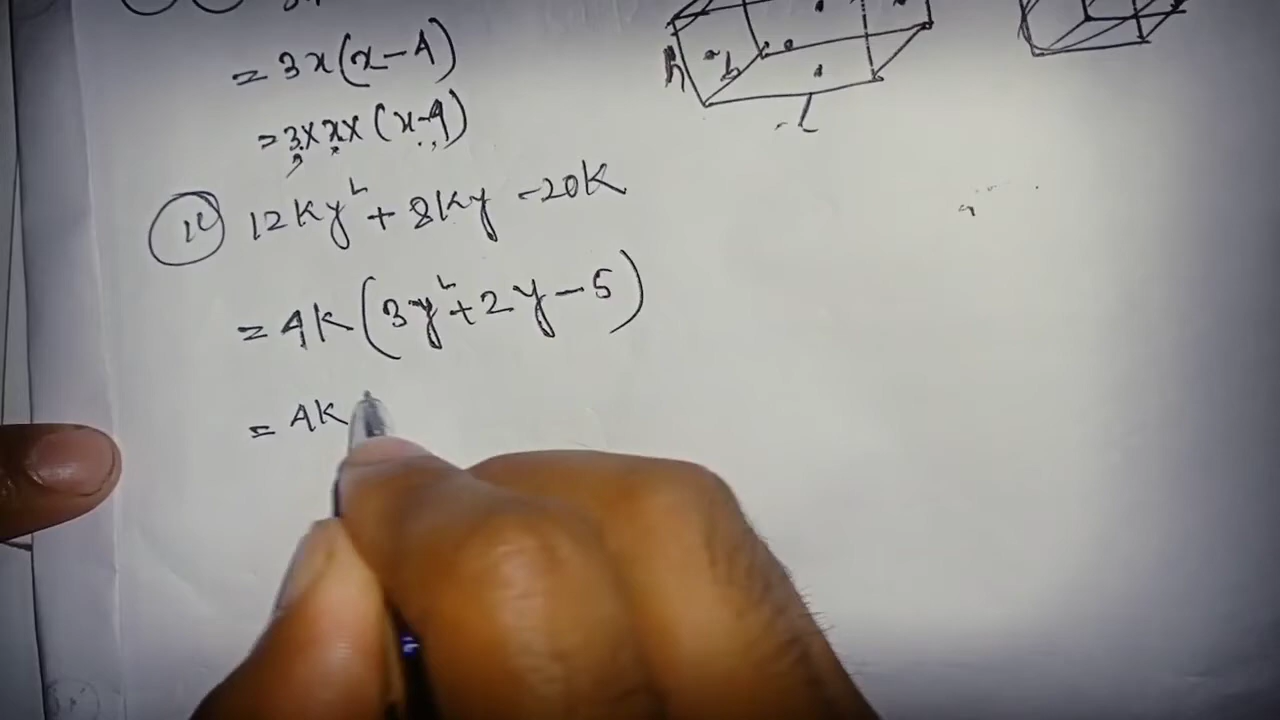 = 3x(x-4)
= 3×x×(x-4)
h
b
l
ii 12Ky² + 8Ky - 20K
= 4K(3y² + 2y - 5)
= 4K